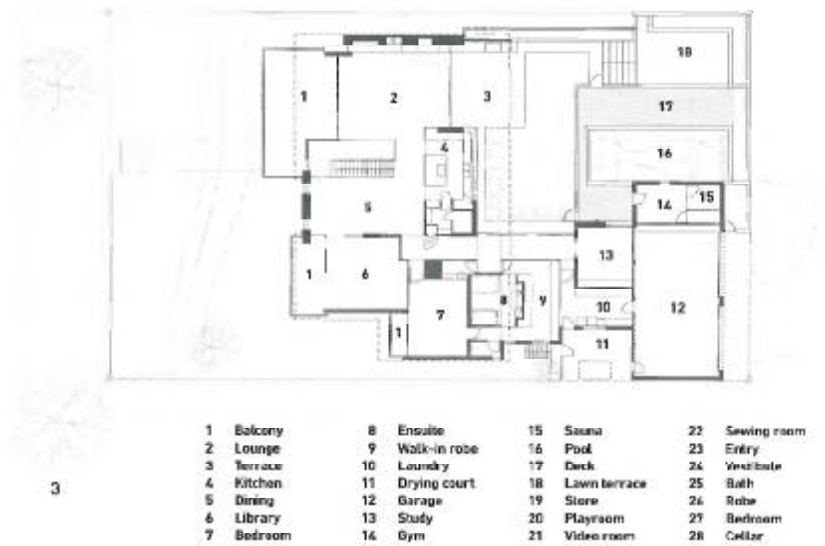 18
1
2
3
17
4
16
5
14
15
13
1
6
12
7
8
9
10
1
11
1 Balcony
2 Lounge
3 Terrace
4 Kitchen
5 Dining
6 Library
7 Bedroom
8 Ensuite
9 Walk-in robe
10 Laundry
11 Drying court
12 Garage
13 Study
14 Gym
15 Sauna
16 Pool
17 Deck
18 Lawn terrace
19 Store
20 Playroom
21 Video room
22 Sewing room
23 Entry
24 Vestibule
25 Bath
26 Robe
27 Bedroom
28 Cellar
3